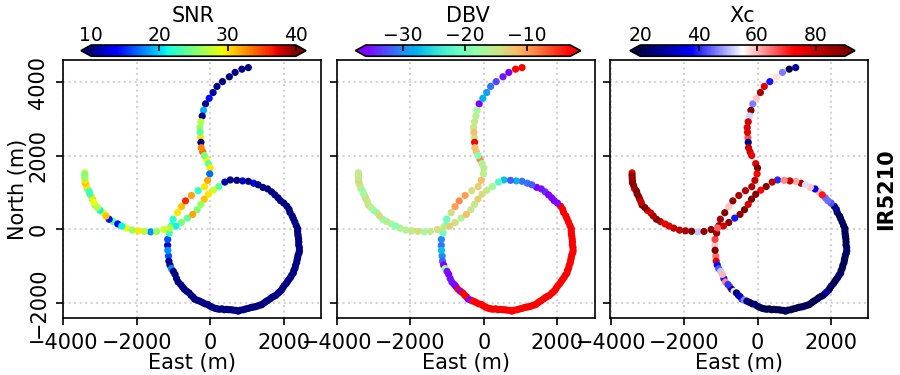 SNR DBV Xc
10 20 30 40 −30 −20 −10 20 40 60 80
4000
2000
0
−2000
North (m)
IR5210
−4000 −2000 0 2000 −4000 −2000 0 2000 −4000 −2000 0 2000
East (m) East (m) East (m)